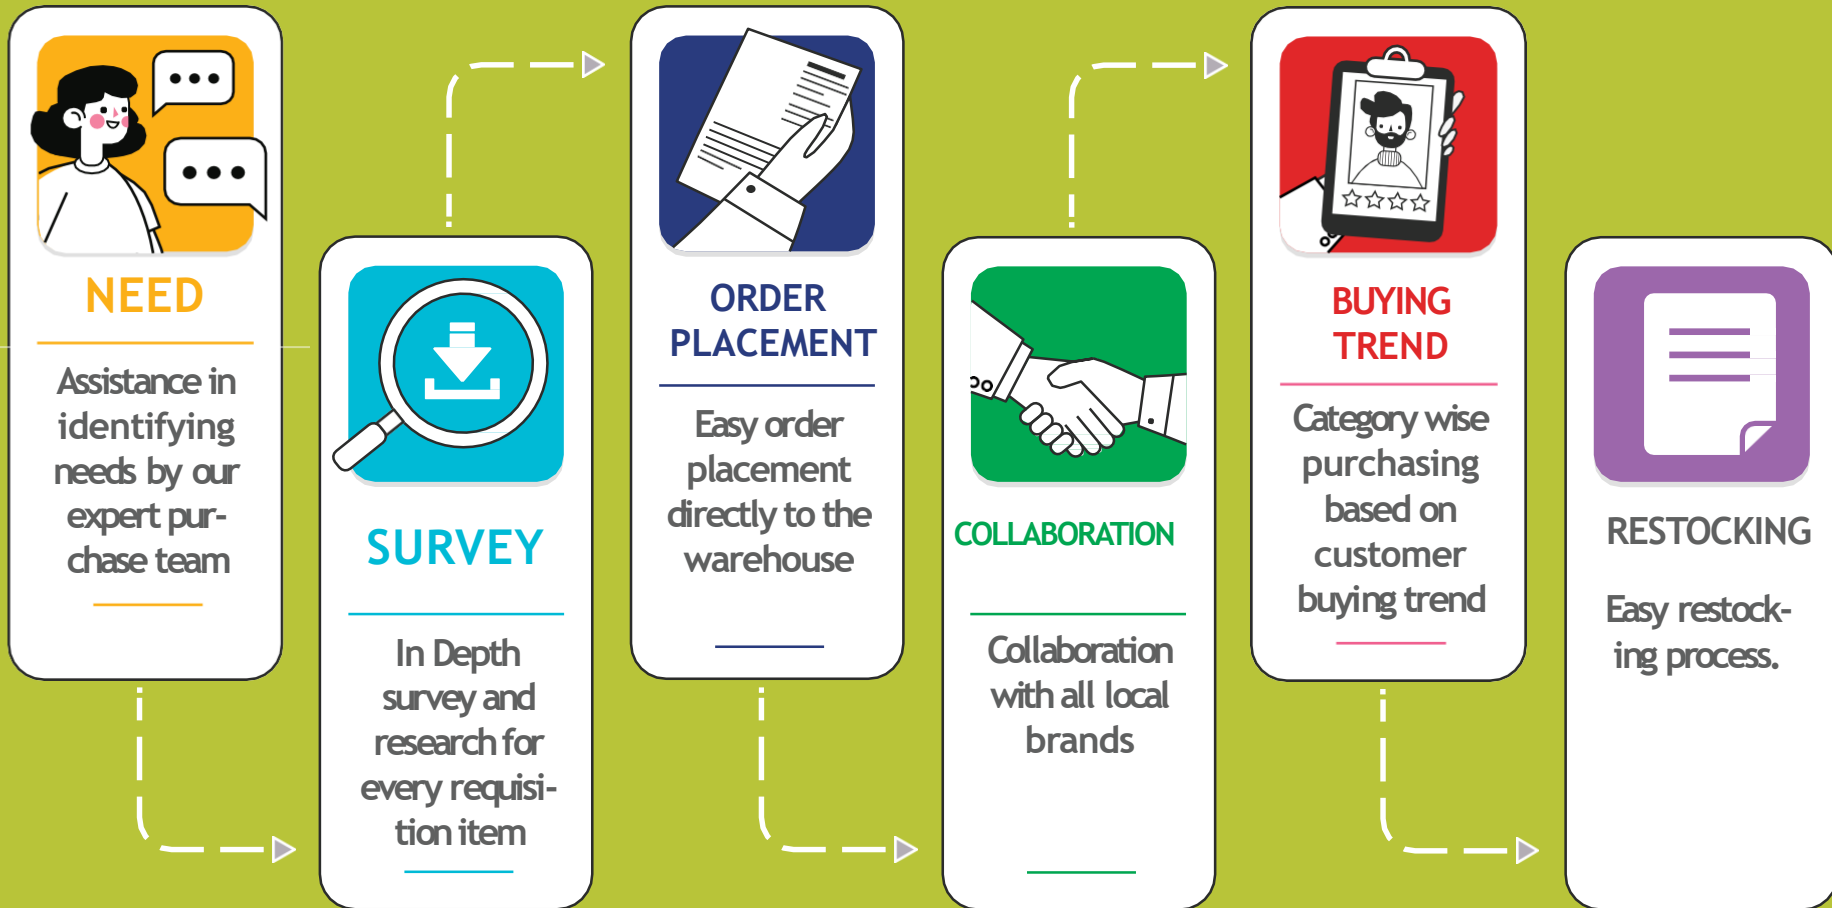 NEED
Assistance in
identifying
needs by our
expert pur-
chase team
SURVEY
In Depth
survey and
research for
every requisi-
tion item
ORDER
PLACEMENT
Easy order
placement
directly to the
warehouse
COLLABORATION
Collaboration
with all local
brands
BUYING
TREND
Category wise
purchasing
based on
customer
buying trend
RESTOCKING
Easy restock-
ing process.